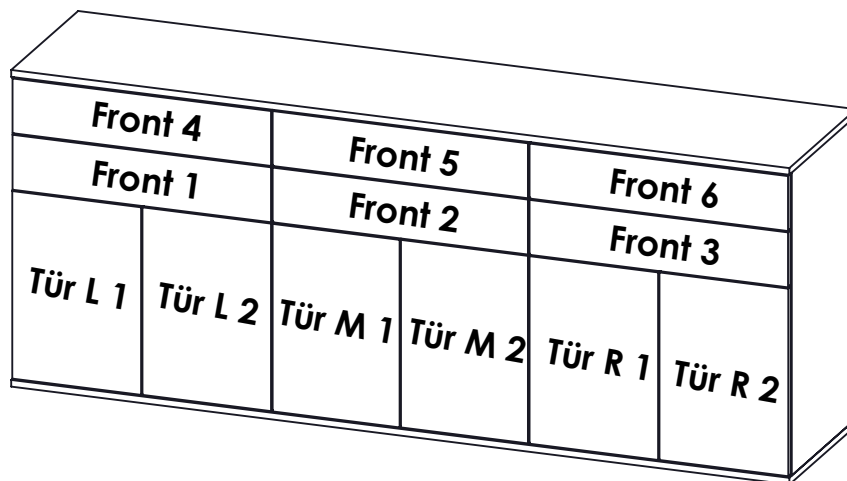 Front 4
Front 5
Front 6
Front 1
Front 2
Front 3
Tür L 1
Tür L 2
Tür M 1
Tür M 2
Tür R 1
Tür R 2